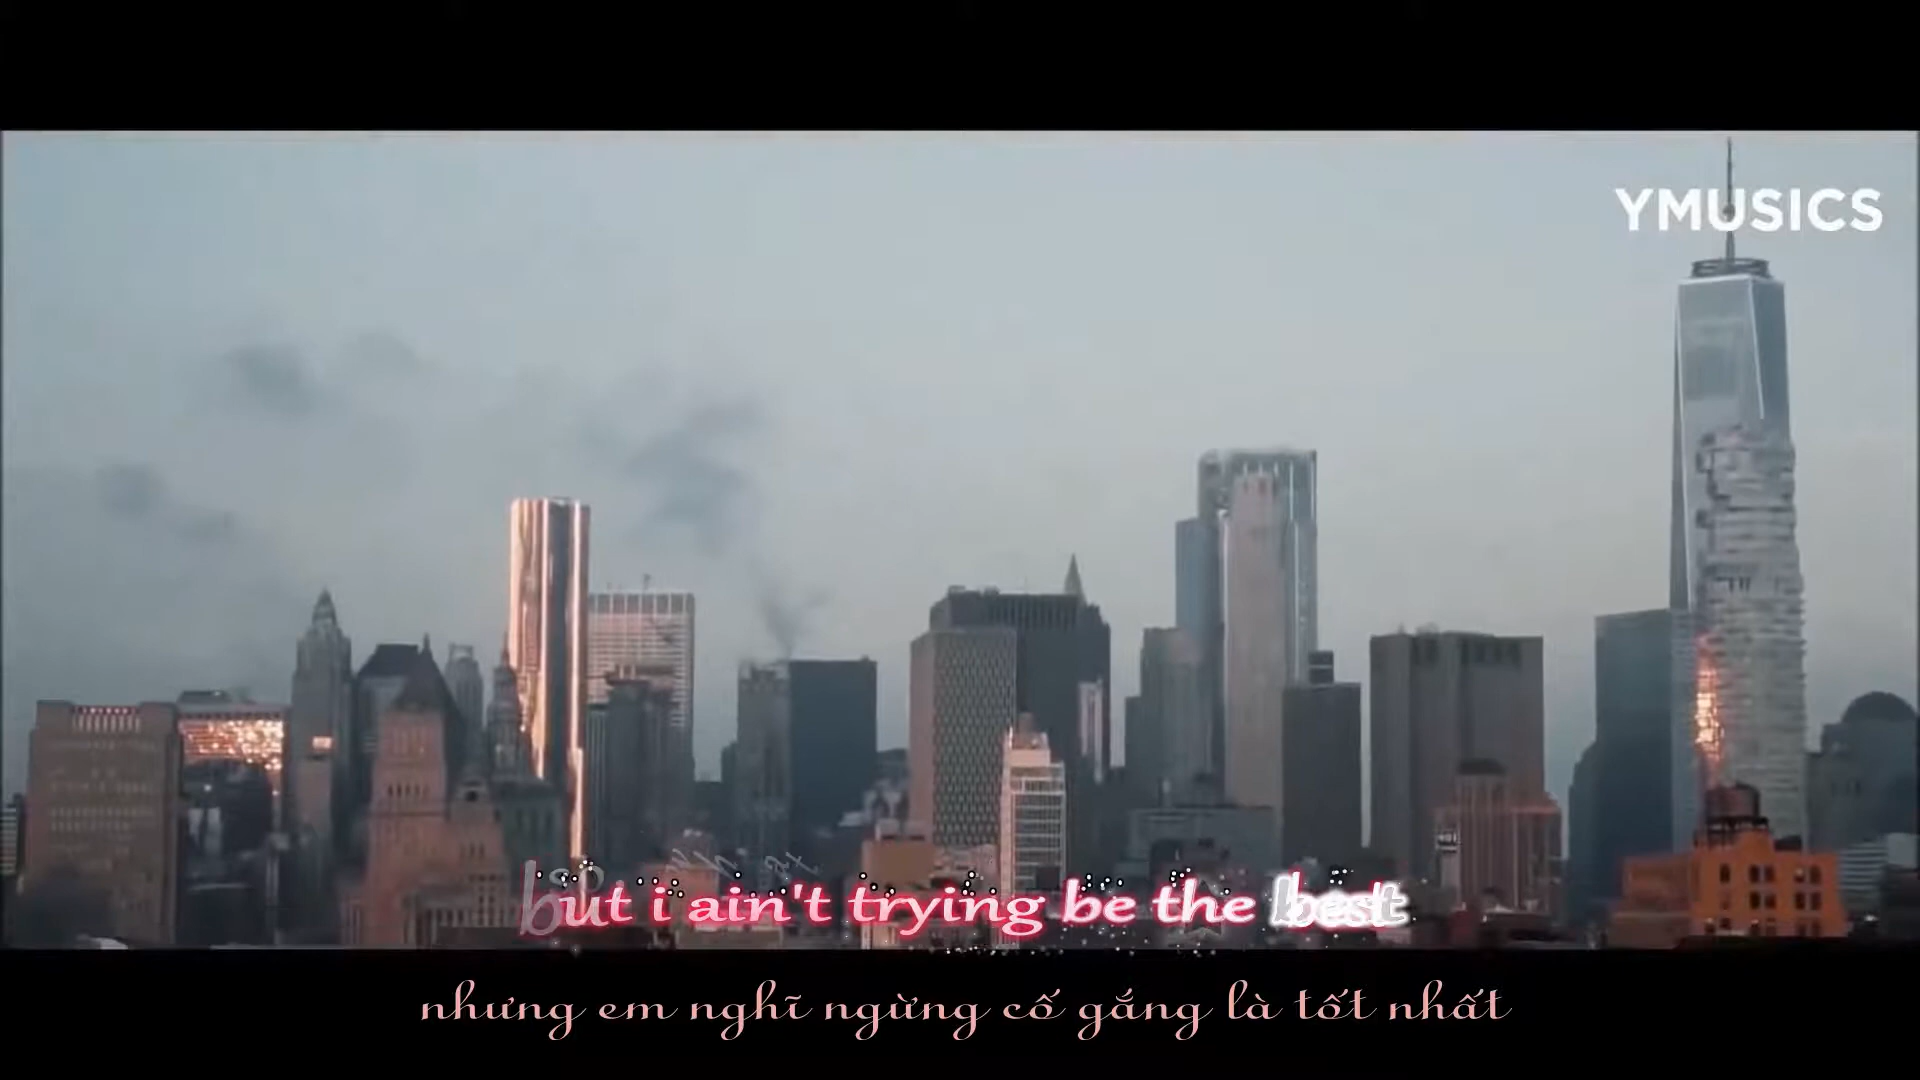 YMUSICS
but i ain't trying be the best
nhưng em nghĩ ngừng cố gắng là tốt nhất